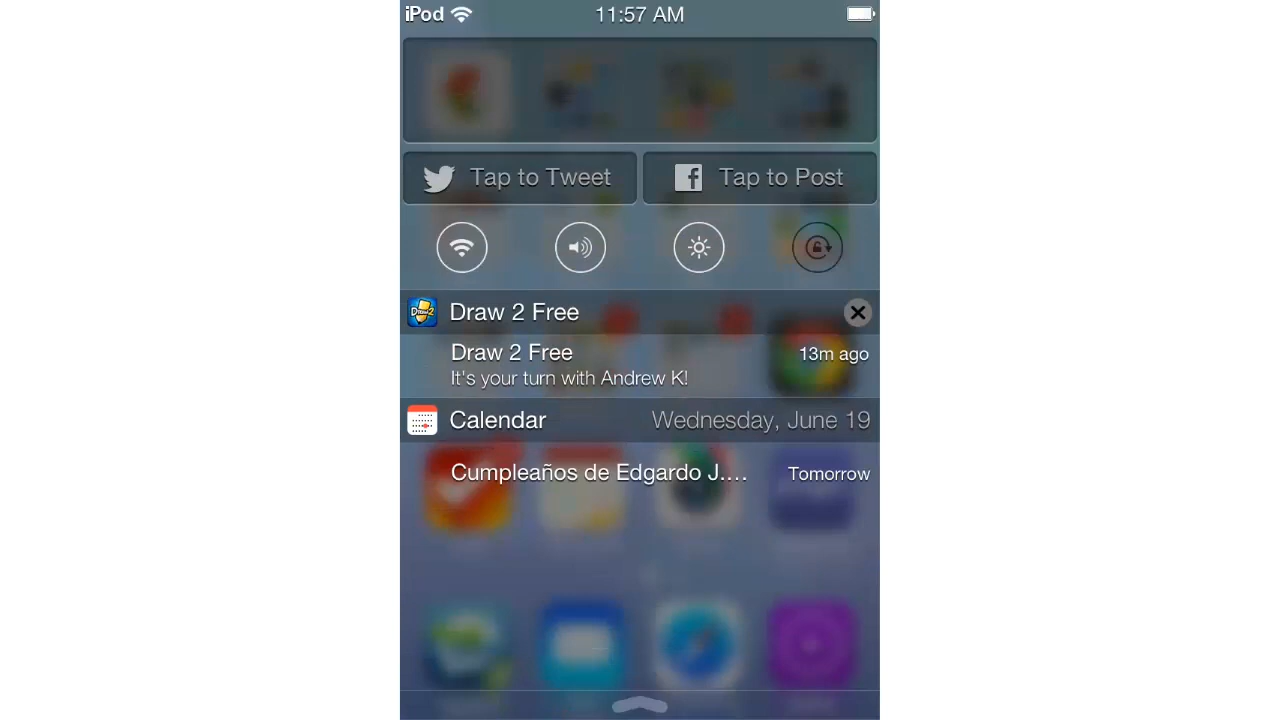 iPod 11:57 AM
Tap to Tweet Tap to Post
Draw 2 Free
Draw 2 Free 13m ago
It's your turn with Andrew K!
Calendar Wednesday, June 19
Cumpleaños de Edgardo J.... Tomorrow